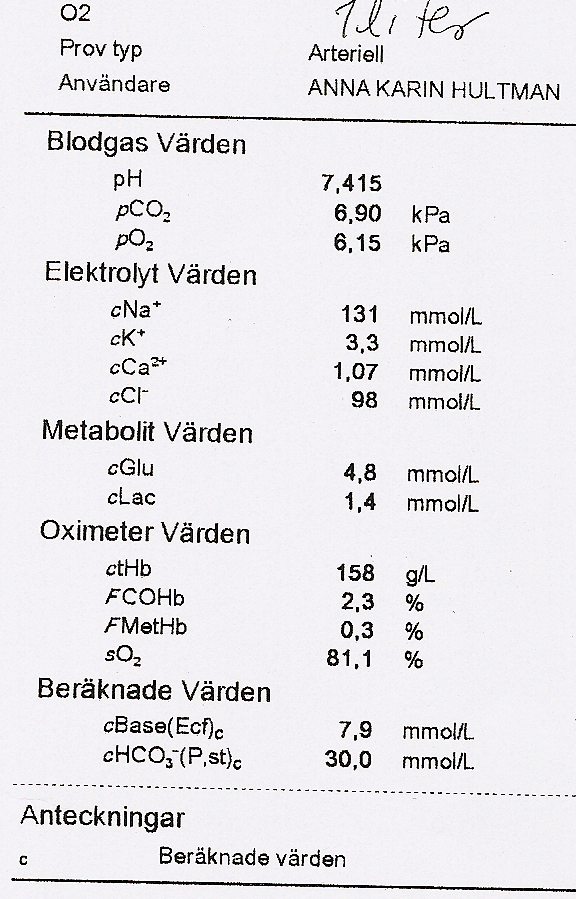 O2 1 liter
Prov typ Arteriell
Användare ANNA KARIN HULTMAN
Blodgas Värden
pH 7,415
pCO₂ 6,90 kPa
pO₂ 6,15 kPa
Elektrolyt Värden
cNa⁺ 131 mmol/L
cK⁺ 3,3 mmol/L
cCa²⁺ 1,07 mmol/L
cCl⁻ 98 mmol/L
Metabolit Värden
cGlu 4,8 mmol/L
cLac 1,4 mmol/L
Oximeter Värden
ctHb 158 g/L
FCOHb 2,3 %
FMetHb 0,3 %
sO₂ 81,1 %
Beräknade Värden
cBase(Ecf)c 7,9 mmol/L
cHCO₃⁻(P,st)c 30,0 mmol/L
Anteckningar
c Beräknade värden